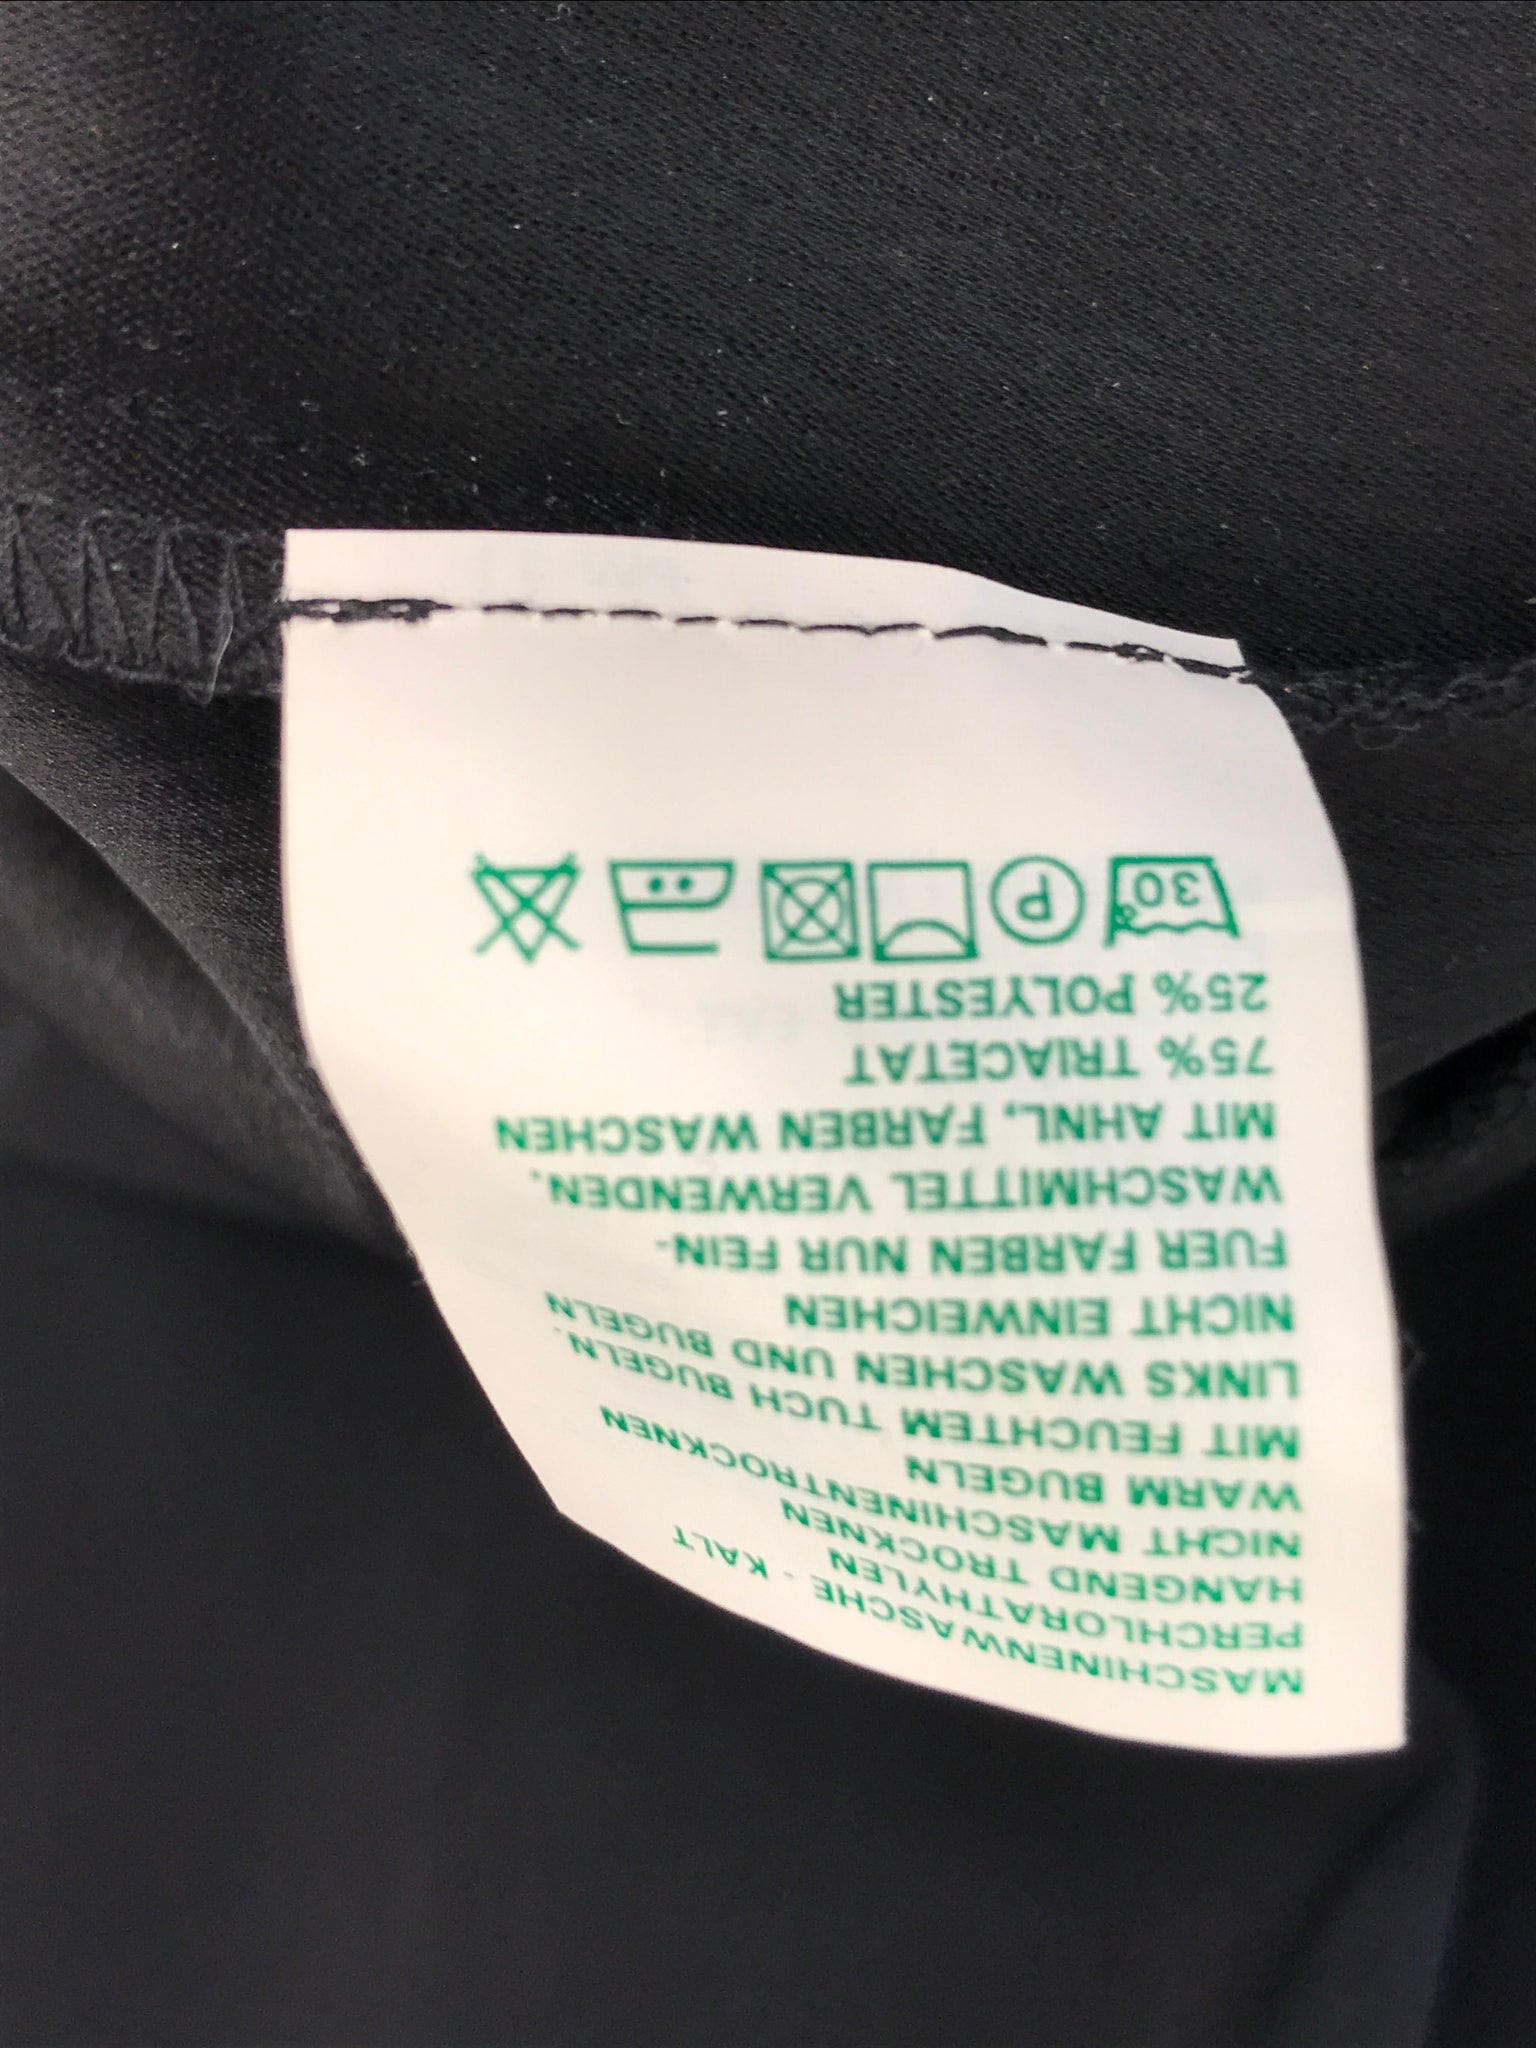 MASCHINENWASCHE - KALT
PERCHLORATHYLEN
HANGEND TROCKNEN
NICHT MASCHINENTROCKNEN
WARM BUGELN
MIT FEUCHTEM TUCH BUGELN.
LINKS WASCHEN UND BUGELN
NICHT EINWEICHEN
FUER FARBEN NUR FEIN-
WASCHMITTEL VERWENDEN.
MIT AHNL. FARBEN WASCHEN
75% TRIACETAT
25% POLYESTER
30° P